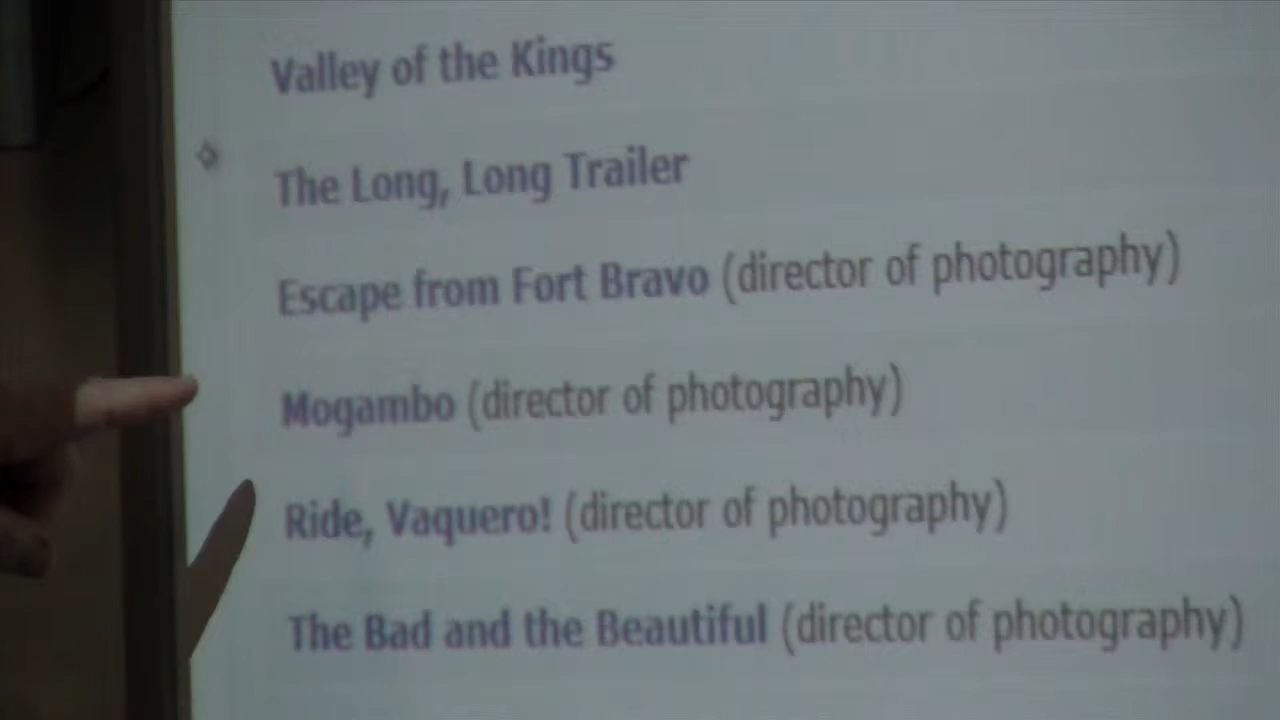 Valley of the Kings
The Long, Long Trailer
Escape from Fort Bravo (director of photography)
Mogambo (director of photography)
Ride, Vaquero! (director of photography)
The Bad and the Beautiful (director of photography)